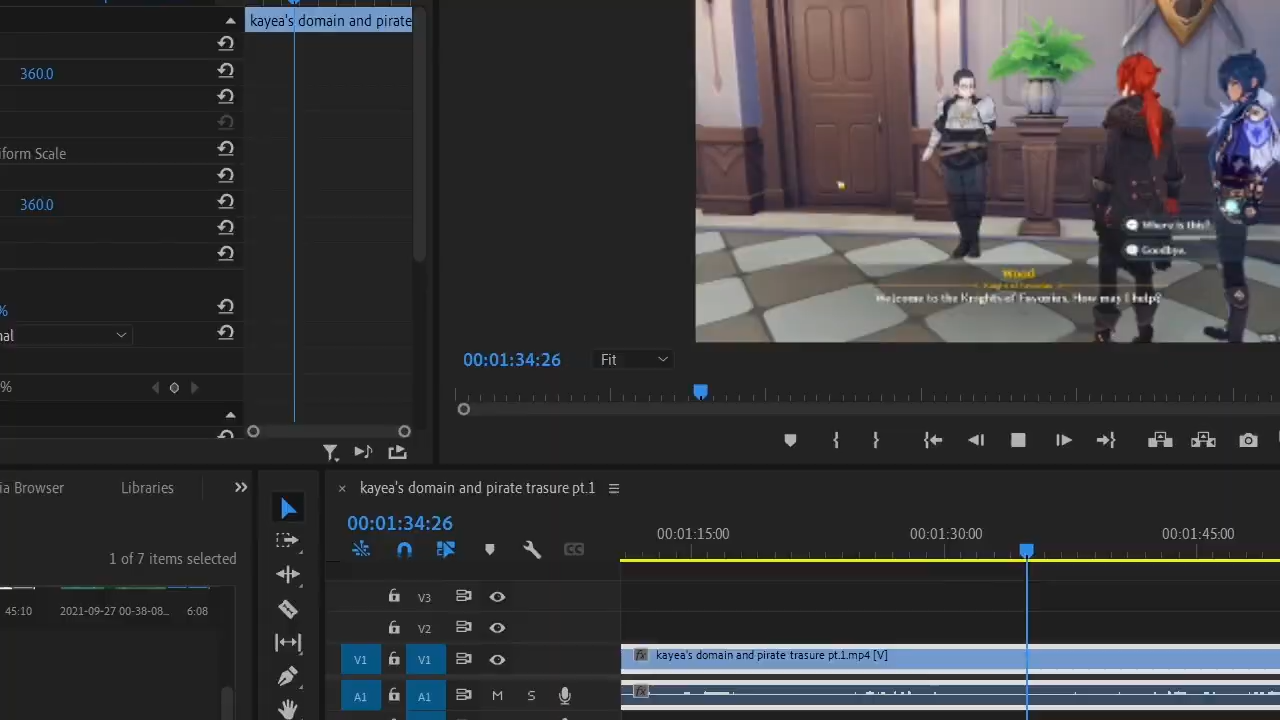 kayea's domain and pirate
360.0
iform Scale
360.0
%
nal
%
Where is this?
Goodbye.
Wood
Knight of Favonius
Welcome to the Knights of Favonius. How may I help?
00:01:34:26
Fit
ia Browser
Libraries
kayea's domain and pirate trasure pt.1
00:01:34:26
00:01:15:00
00:01:30:00
00:01:45:00
1 of 7 items selected
45:10
2021-09-27 00-38-08...
6:08
V3
V2
V1
V1
kayea's domain and pirate trasure pt.1.mp4 [V]
A1
A1
M
S